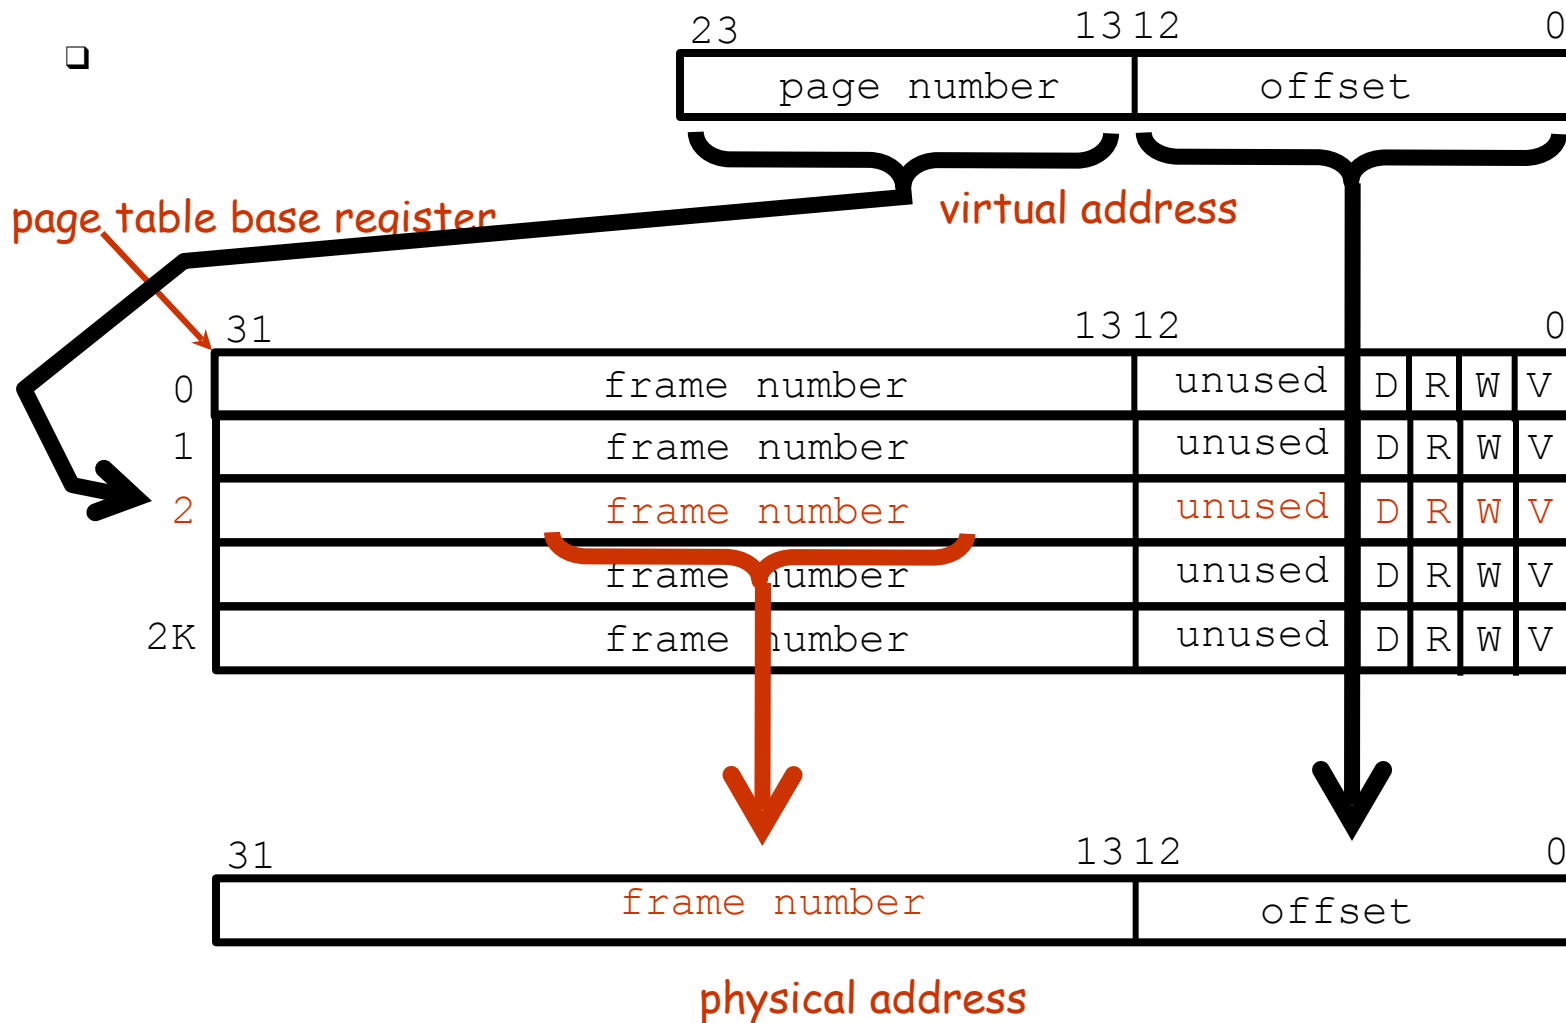 23 13 12 0
page number offset
virtual address
page table base register
31 13 12 0
0 frame number unused D R W V
1 frame number unused D R W V
2 frame number unused D R W V
frame number unused D R W V
2K frame number unused D R W V
31 13 12 0
frame number offset
physical address